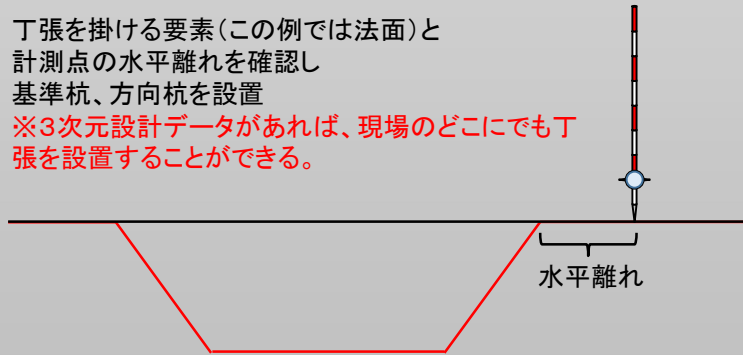 丁張を掛ける要素(この例では法面)と
計測点の水平離れを確認し
基準杭、方向杭を設置
※3次元設計データがあれば、現場のどこにでも丁
張を設置することができる。
水平離れ